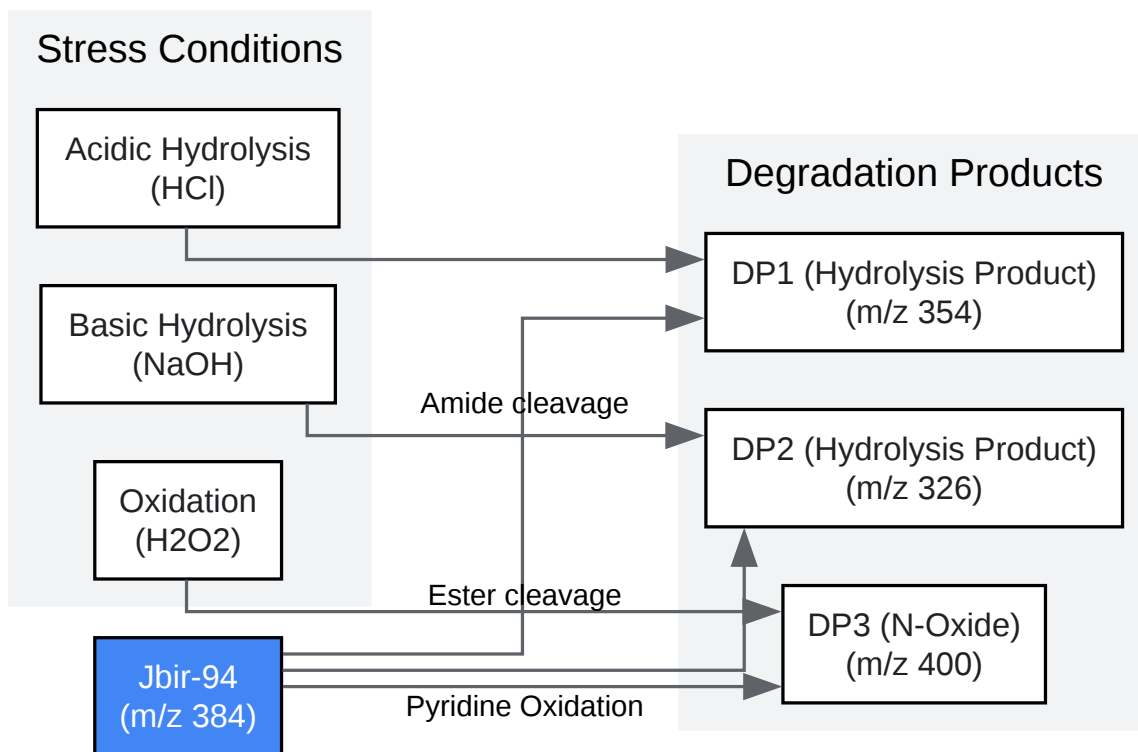 Stress Conditions
Acidic Hydrolysis
(HCl)
Basic Hydrolysis
(NaOH)
Oxidation
(H2O2)
Jbir-94
(m/z 384)
Amide cleavage
Ester cleavage
Pyridine Oxidation
Degradation Products
DP1 (Hydrolysis Product)
(m/z 354)
DP2 (Hydrolysis Product)
(m/z 326)
DP3 (N-Oxide)
(m/z 400)